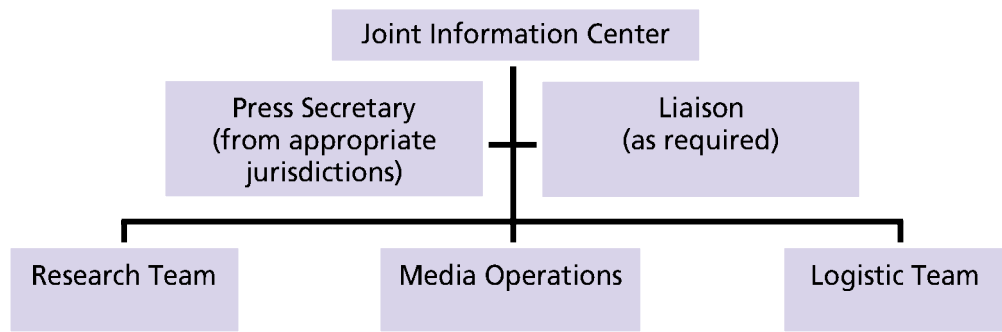 Joint Information Center
Press Secretary
(from appropriate
jurisdictions)
Liaison
(as required)
Research Team
Media Operations
Logistic Team